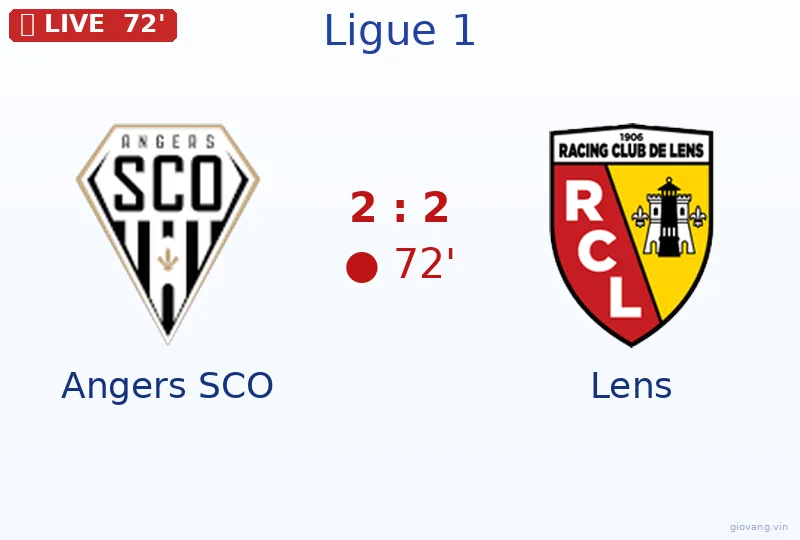 LIVE 72'
Ligue 1
ANGERS
SCO
1906
RACING CLUB DE LENS
R
C
L
2 : 2
72'
Angers SCO
Lens
giovang.vin